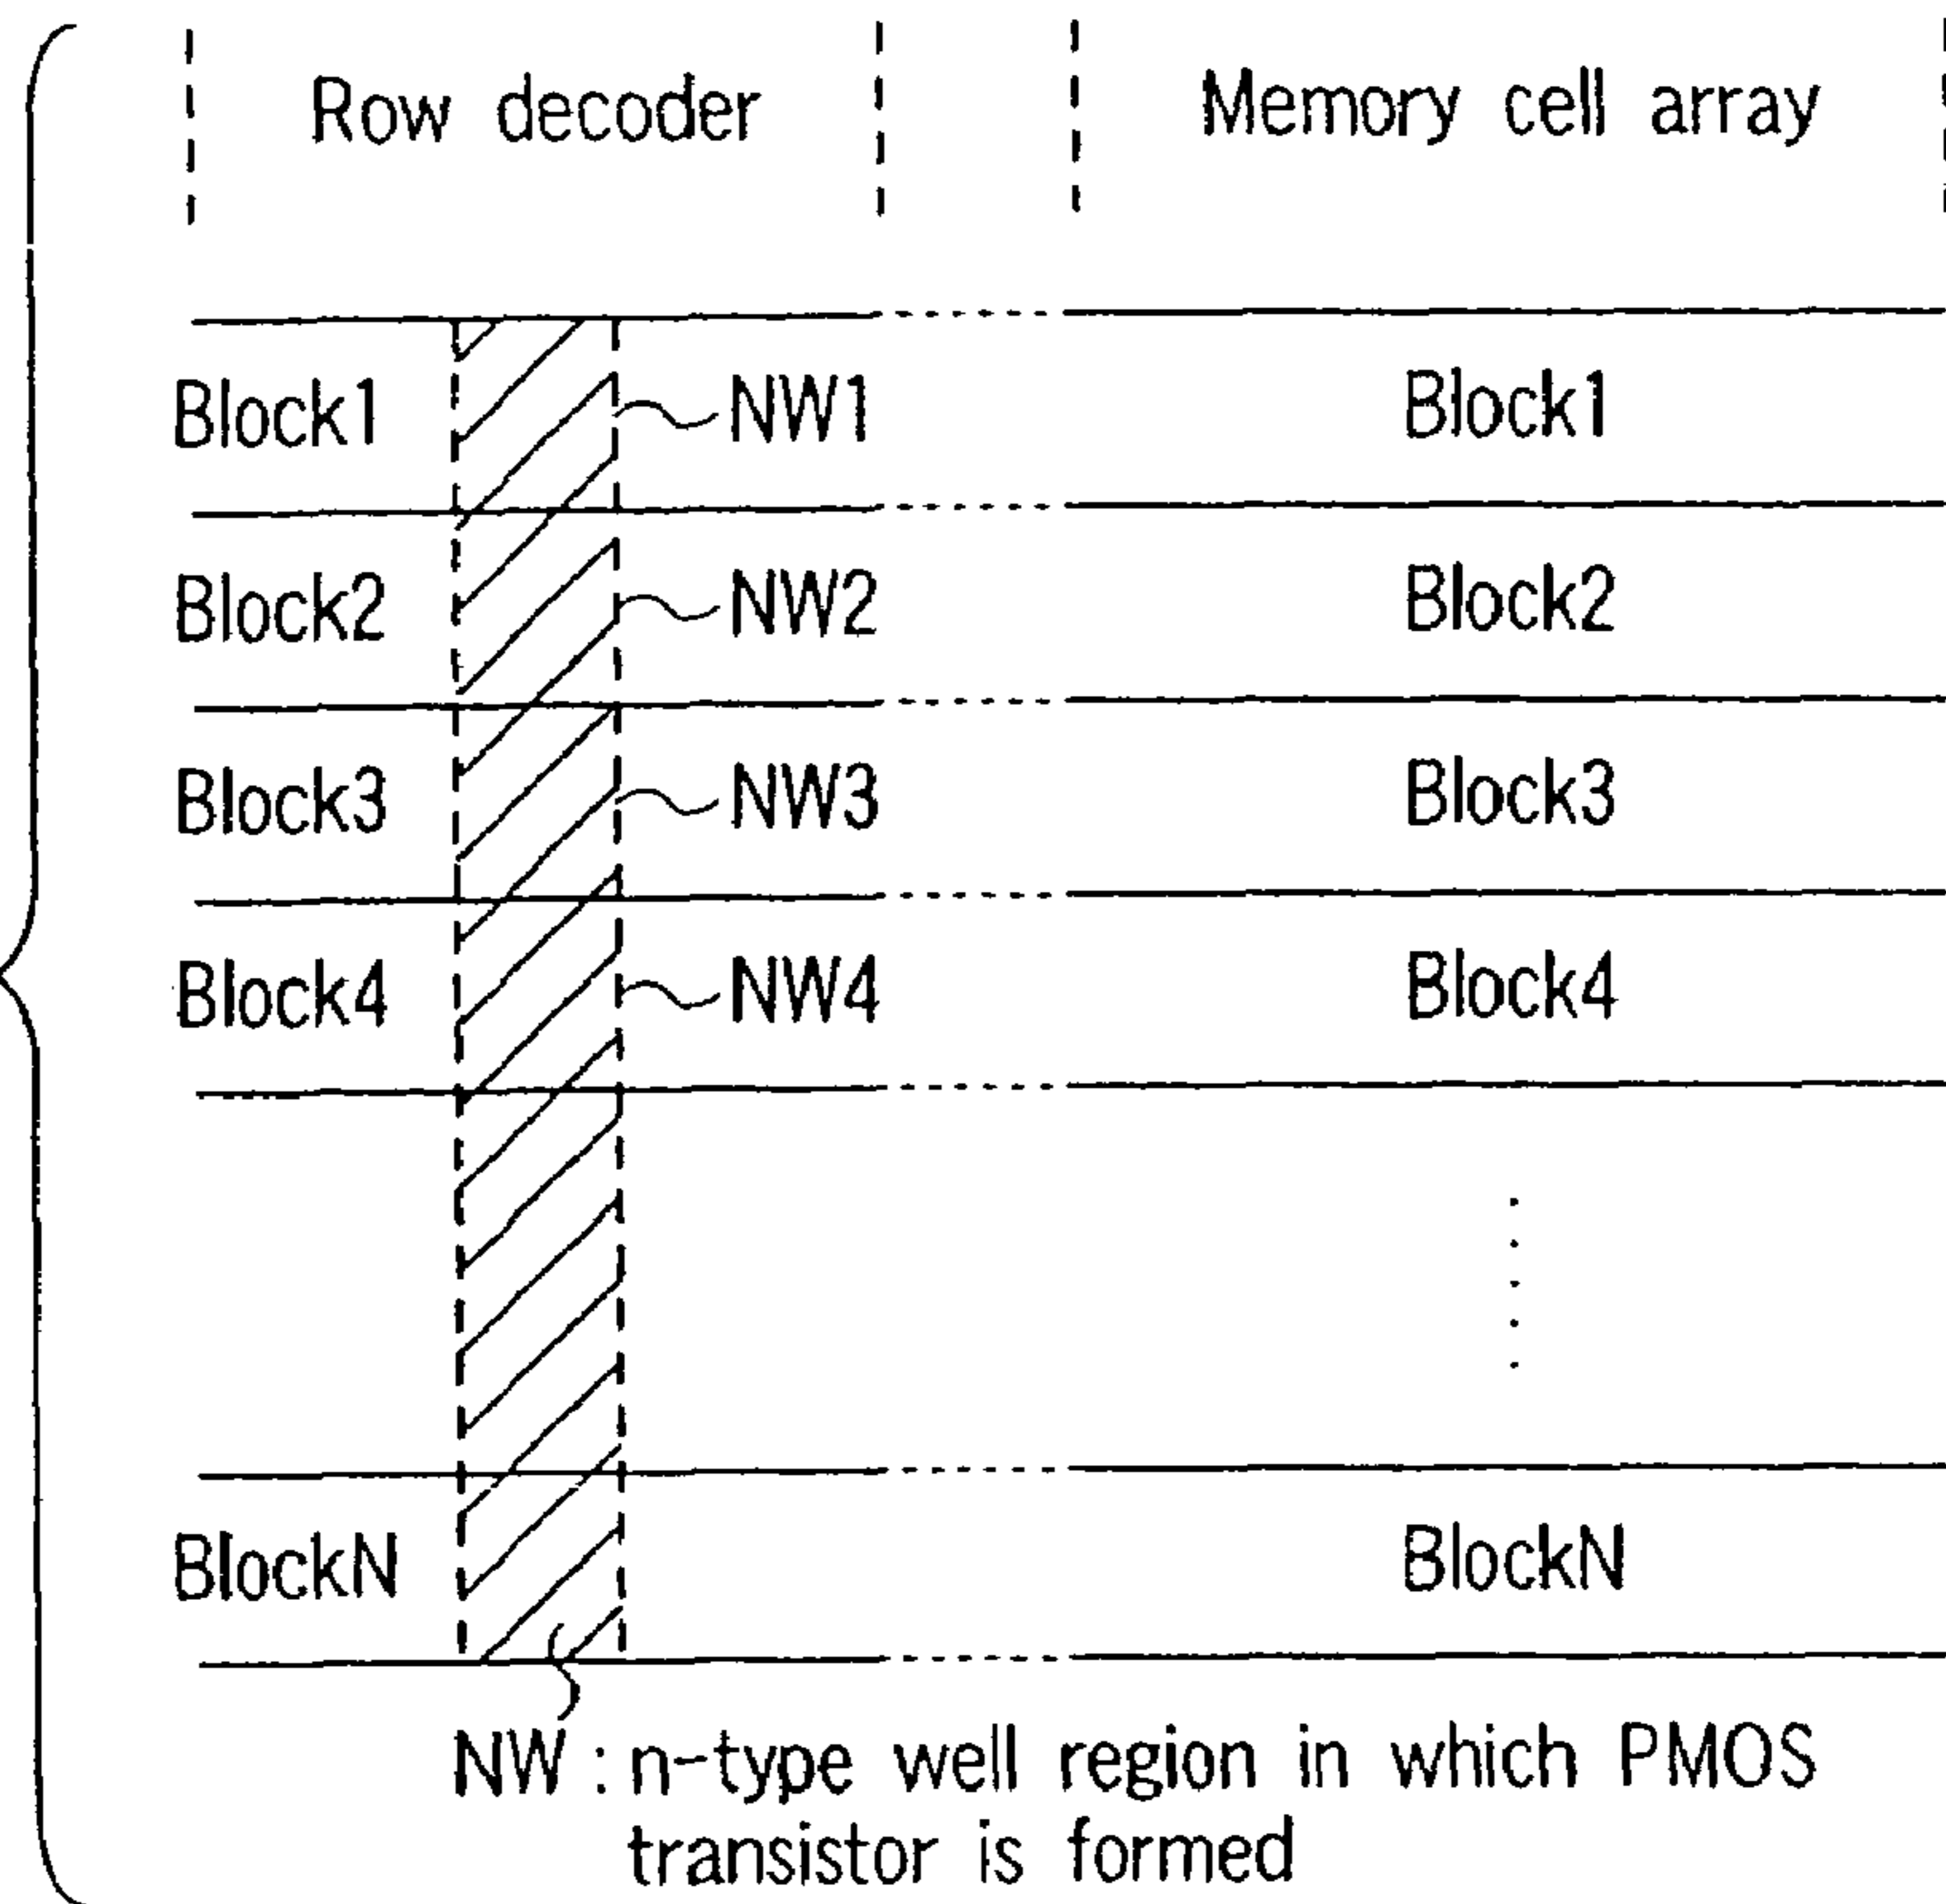 Row decoder Memory cell array
Block1 NW1 Block1
Block2 NW2 Block2
Block3 NW3 Block3
Block4 NW4 Block4
BlockN BlockN
NW : n-type well region in which PMOS
transistor is formed